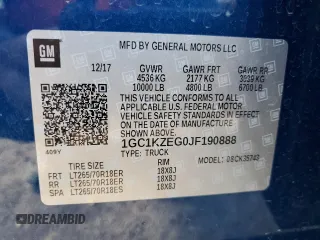 GM
MFD BY GENERAL MOTORS LLC
12/17 GVWR GAWR FRT GAWR RR
4536 KG 2177 KG 3039 KG
10000 LB 4800 LB 6700 LB
THIS VEHICLE CONFORMS TO ALL APPLICABLE
U.S. FEDERAL MOTOR VEHICLE SAFETY
STANDARDS IN EFFECT ON THE DATE OF
MANUFACTURE SHOWN ABOVE.
1GC1KZEG0JF190888
TYPE: TRUCK
MODEL:
TIRE SIZE RIM
FRT LT265/70R18ER 18X8J
RR LT265/70R18ER 18X8J
SP LT265/70R18ES 18X8J
DREAMBID